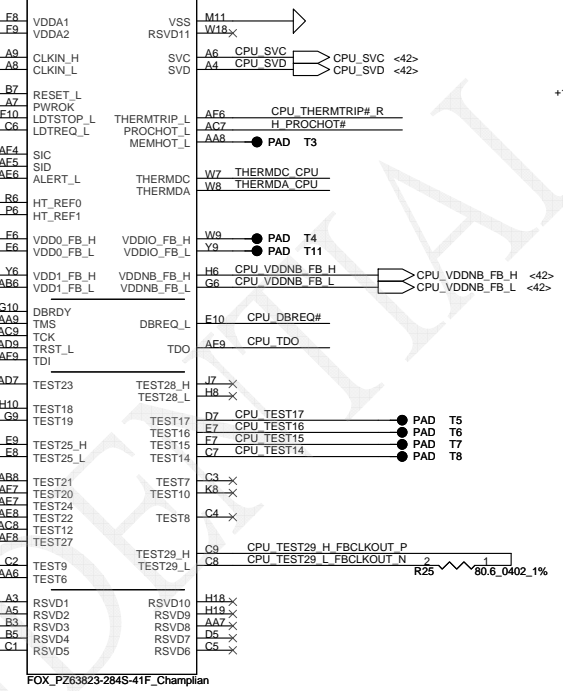 F8 VDDA1 VSS M11
F9 VDDA2 RSVD11 W18
A9 CLKIN_H SVC A6 CPU_SVC CPU_SVC <42>
A8 CLKIN_L SVD A4 CPU_SVD CPU_SVD <42>
B7 RESET_L
A7 PWROK
F10 LDTSTOP_L THERMTRIP_L AF6 CPU_THERMTRIP#_R
C6 LDTREQ_L PROCHOT_L AC7 H_PROCHOT#
MEMHOT_L AA8 PAD T3
AF4 SIC
AF5 SID
AE6 ALERT_L THERMDC W7 THERMDC_CPU
THERMDA W8 THERMDA_CPU
R6 HT_REF0
P6 HT_REF1
F6 VDD0_FB_H VDDIO_FB_H W9 PAD T4
E6 VDD0_FB_L VDDIO_FB_L Y9 PAD T11
Y6 VDD1_FB_H VDDNB_FB_H H6 CPU_VDDNB_FB_H CPU_VDDNB_FB_H <42>
AB6 VDD1_FB_L VDDNB_FB_L G6 CPU_VDDNB_FB_L CPU_VDDNB_FB_L <42>
G10 DBRDY
AA9 TMS DBREQ_L E10 CPU_DBREQ#
AC9 TCK
AD9 TRST_L TDO AE9 CPU_TDO
AF9 TDI
AD7 TEST23 TEST28_H J7
TEST28_L H8
H10 TEST18 TEST17 D7 CPU_TEST17 PAD T5
G9 TEST19 TEST16 E7 CPU_TEST16 PAD T6
E9 TEST25_H TEST15 F7 CPU_TEST15 PAD T7
E8 TEST25_L TEST14 C7 CPU_TEST14 PAD T8
AB8 TEST21 TEST7 C3
AF7 TEST20 TEST10 K8
AE7 TEST24
AE8 TEST22 TEST8 C4
AC8 TEST12
AF8 TEST27
TEST29_H C9 CPU_TEST29_H_FBCLKOUT_P
C2 TEST9 TEST29_L C8 CPU_TEST29_L_FBCLKOUT_N 2 1
AA6 TEST6 R25 80.6_0402_1%
A3 RSVD1 RSVD10 H18
A5 RSVD2 RSVD9 H19
B3 RSVD3 RSVD8 AA7
B5 RSVD4 RSVD7 D5
C1 RSVD5 RSVD6 C5
FOX_PZ63823-284S-41F_Champlian